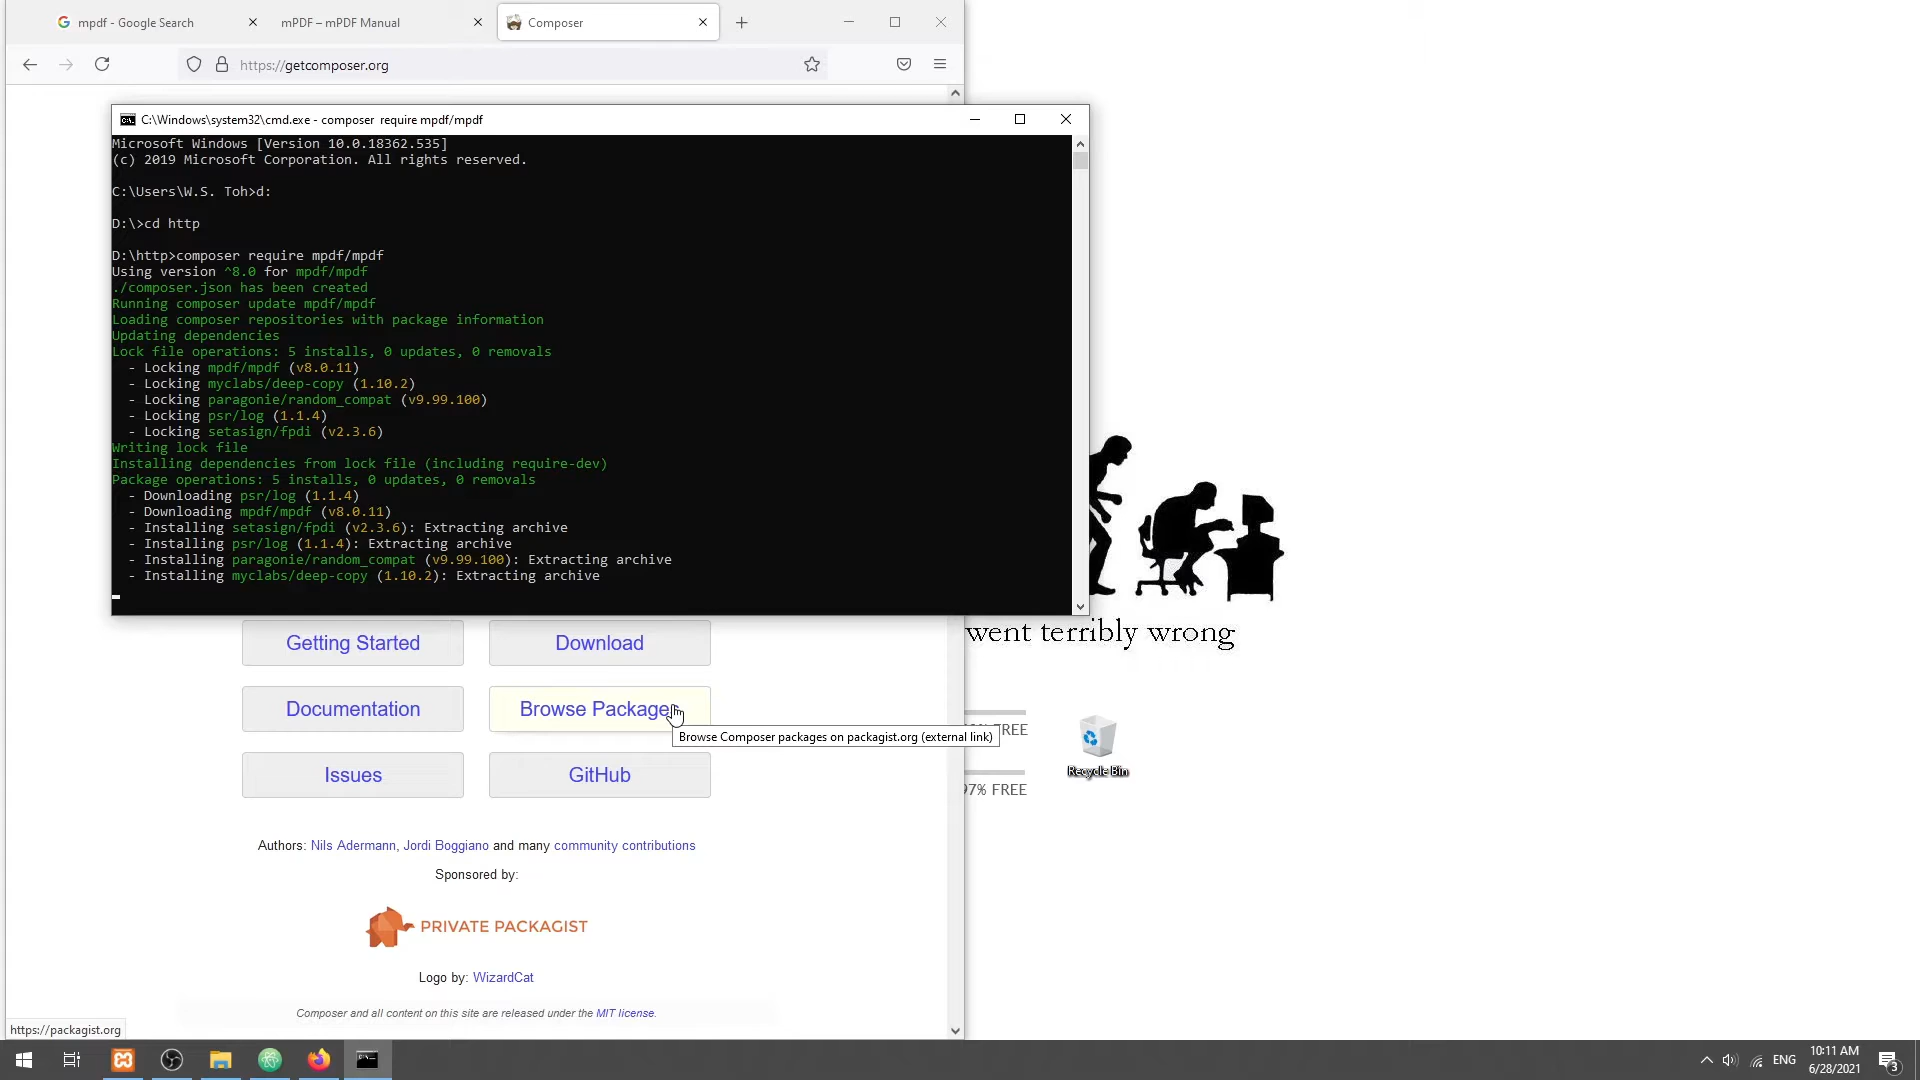 mpdf - Google Search
mPDF – mPDF Manual
Composer
https://getcomposer.org
C:\Windows\system32\cmd.exe - composer  require mpdf/mpdf
Microsoft Windows [Version 10.0.18362.535]
(c) 2019 Microsoft Corporation. All rights reserved.
C:\Users\W.S. Toh>d:
D:\>cd http
D:\http>composer require mpdf/mpdf
Using version ^8.0 for mpdf/mpdf
./composer.json has been created
Running composer update mpdf/mpdf
Loading composer repositories with package information
Updating dependencies
Lock file operations: 5 installs, 0 updates, 0 removals
- Locking mpdf/mpdf (v8.0.11)
- Locking myclabs/deep-copy (1.10.2)
- Locking paragonie/random_compat (v9.99.100)
- Locking psr/log (1.1.4)
- Locking setasign/fpdi (v2.3.6)
Writing lock file
Installing dependencies from lock file (including require-dev)
Package operations: 5 installs, 0 updates, 0 removals
- Downloading psr/log (1.1.4)
- Downloading mpdf/mpdf (v8.0.11)
- Installing setasign/fpdi (v2.3.6): Extracting archive
- Installing psr/log (1.1.4): Extracting archive
- Installing paragonie/random_compat (v9.99.100): Extracting archive
- Installing myclabs/deep-copy (1.10.2): Extracting archive
went terribly wrong
Getting Started
Download
Documentation
Browse Package
Browse Composer packages on packagist.org (external link)
FREE
Recycle Bin
97% FREE
Issues
GitHub
Authors: Nils Adermann, Jordi Boggiano and many community contributions
Sponsored by:
PRIVATE PACKAGIST
Logo by: WizardCat
Composer and all content on this site are released under the MIT license.
https://packagist.org
ENG
10:11 AM
6/28/2021
3